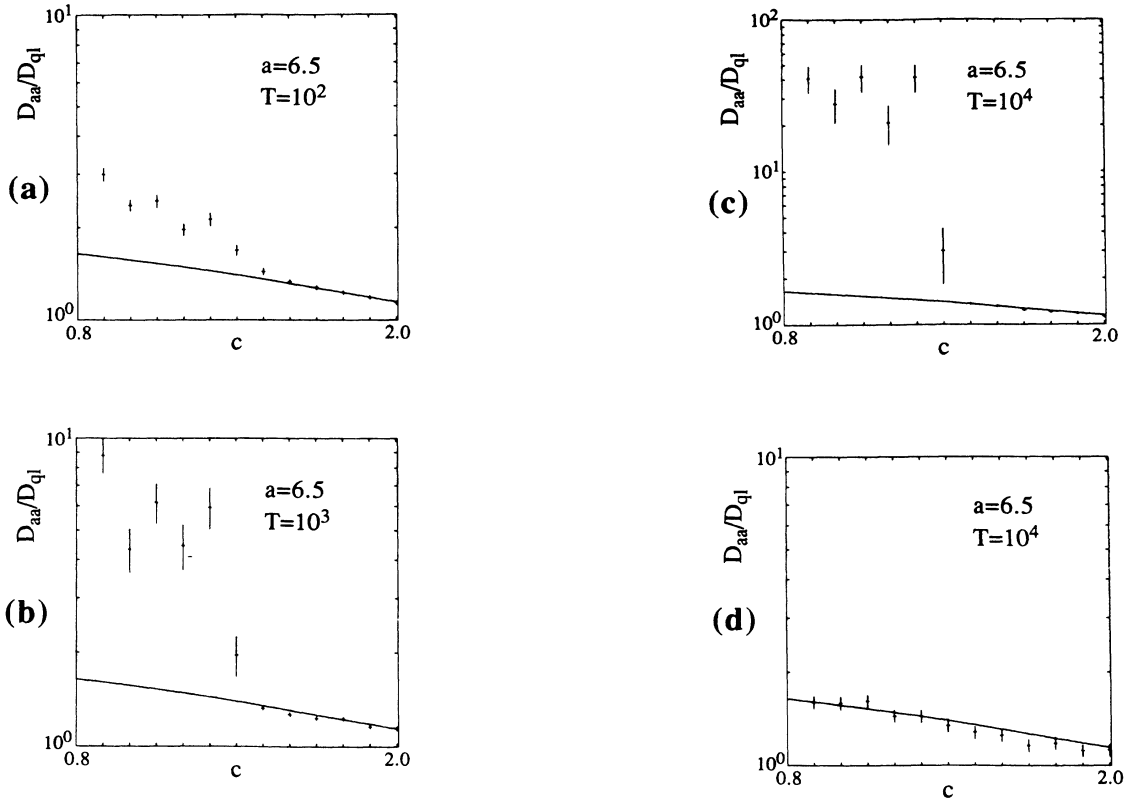 (a)
10¹
D_aa/D_ql
a=6.5
T=10²
10⁰
0.8
c
2.0
(c)
10²
D_aa/D_ql
a=6.5
T=10⁴
10¹
10⁰
0.8
c
2.0
(b)
10¹
D_aa/D_ql
a=6.5
T=10³
10⁰
0.8
c
2.0
(d)
10¹
D_aa/D_ql
a=6.5
T=10⁴
10⁰
0.8
c
2.0